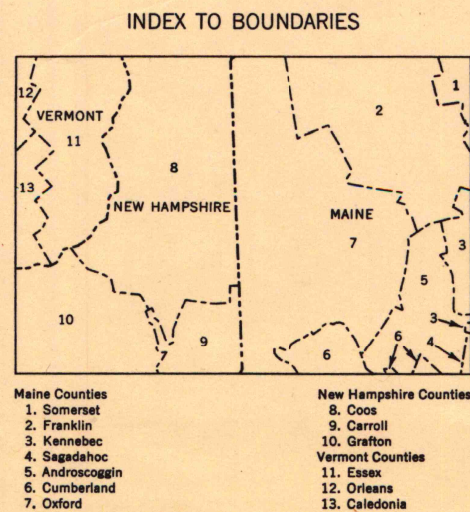 INDEX TO BOUNDARIES
12
VERMONT
11
13
8
NEW HAMPSHIRE
10
9
1
2
MAINE
7
3
5
3
6
6
4
Maine Counties
1. Somerset
2. Franklin
3. Kennebec
4. Sagadahoc
5. Androscoggin
6. Cumberland
7. Oxford
New Hampshire Counties
8. Coos
9. Carroll
10. Grafton
Vermont Counties
11. Essex
12. Orleans
13. Caledonia